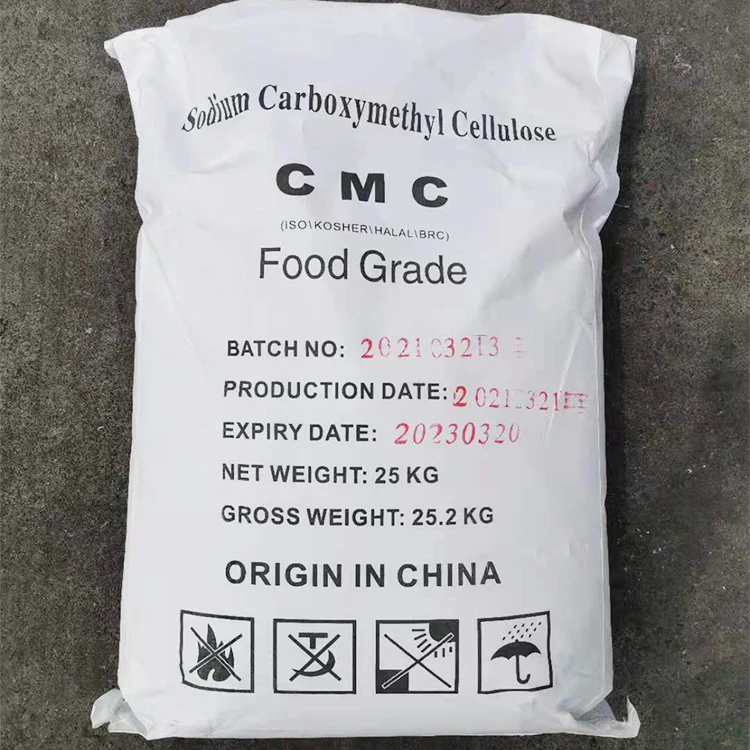 Sodium Carboxymethyl Cellulose
CMC
(ISO\KOSHER\HALAL\BRC)
Food Grade
BATCH NO: 202103213
PRODUCTION DATE:
EXPIRY DATE: 20230320
NET WEIGHT: 25 KG
GROSS WEIGHT: 25.2 KG
ORIGIN IN CHINA